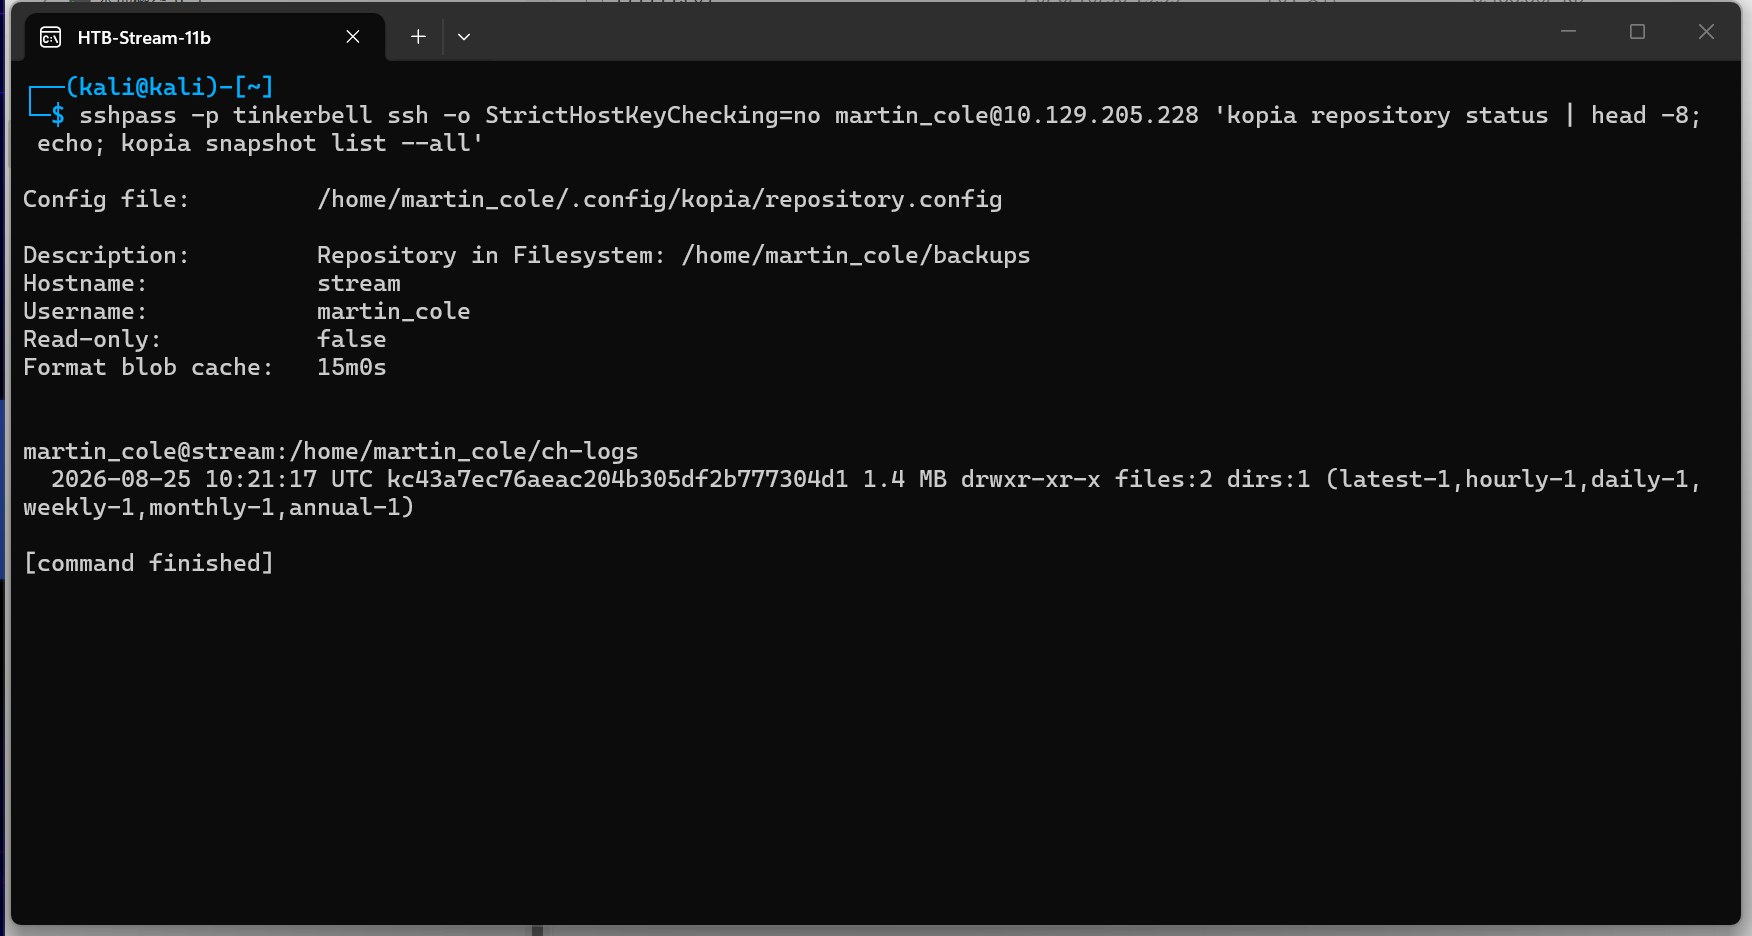 HTB-Stream-11b
(kali@kali)-[~]
$ sshpass -p tinkerbell ssh -o StrictHostKeyChecking=no martin_cole@10.129.205.228 'kopia repository status | head -8;
echo; kopia snapshot list --all'
Config file: /home/martin_cole/.config/kopia/repository.config
Description: Repository in Filesystem: /home/martin_cole/backups
Hostname: stream
Username: martin_cole
Read-only: false
Format blob cache: 15m0s
martin_cole@stream:/home/martin_cole/ch-logs
2026-08-25 10:21:17 UTC kc43a7ec76aeac204b305df2b777304d1 1.4 MB drwxr-xr-x files:2 dirs:1 (latest-1,hourly-1,daily-1,
weekly-1,monthly-1,annual-1)
[command finished]